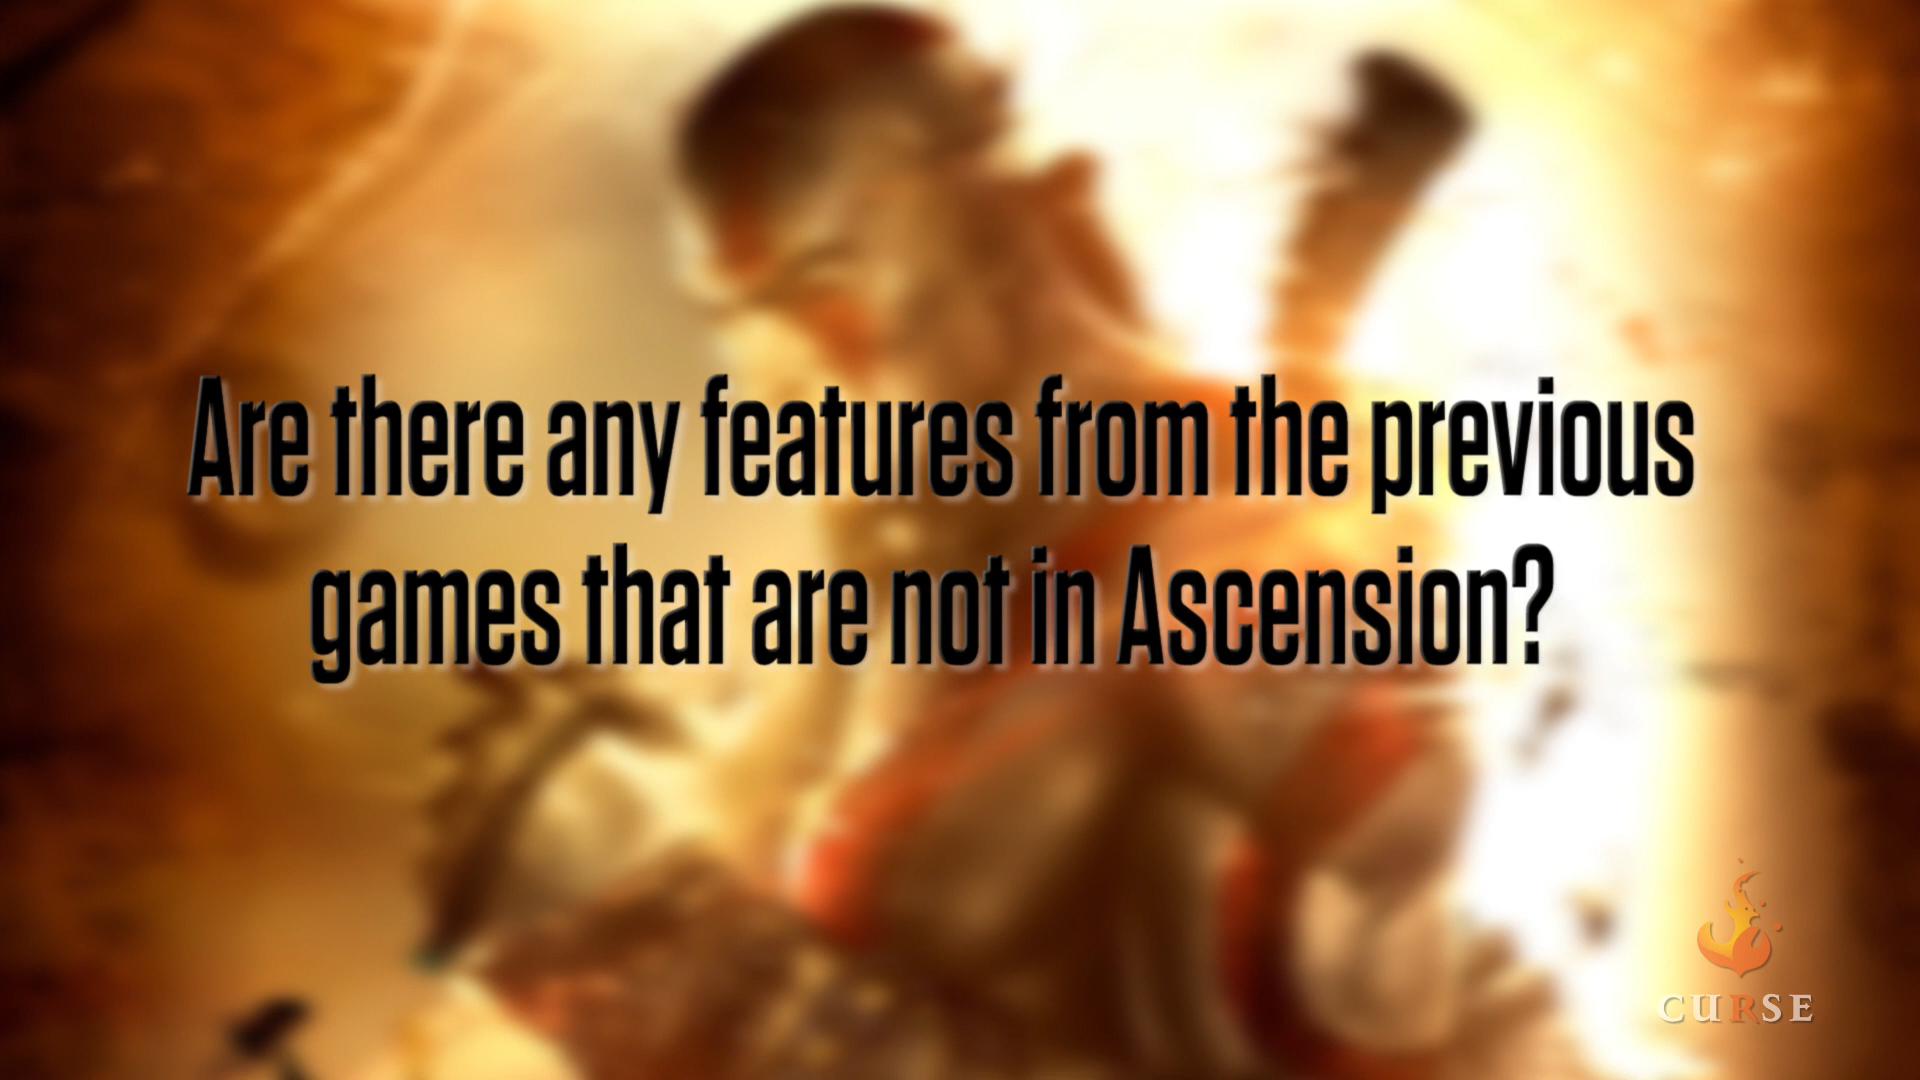 Are there any features from the previous
games that are not in Ascension?
CURSE